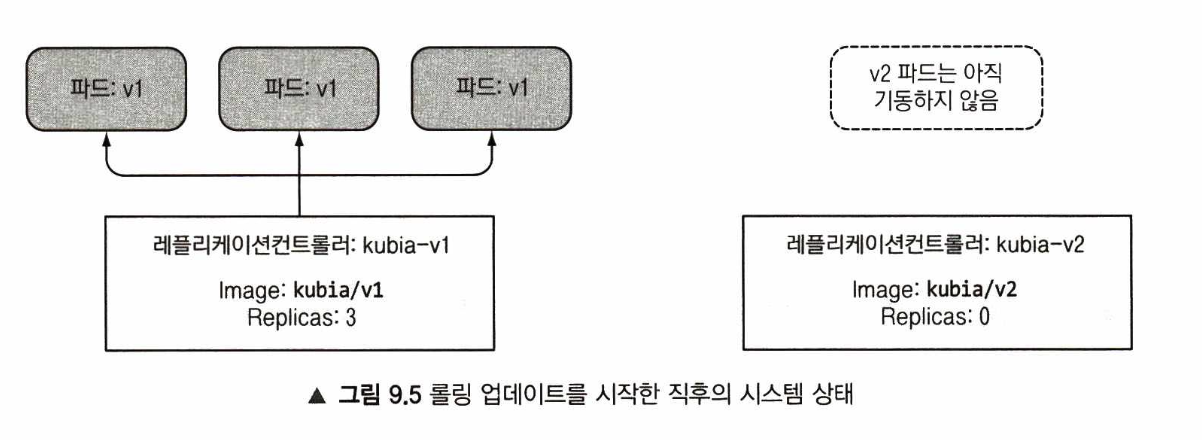 파드: v1
파드: v1
파드: v1
v2 파드는 아직
기동하지 않음
레플리케이션컨트롤러: kubia-v1
Image: kubia/v1
Replicas: 3
레플리케이션컨트롤러: kubia-v2
Image: kubia/v2
Replicas: 0
▲ 그림 9.5 롤링 업데이트를 시작한 직후의 시스템 상태